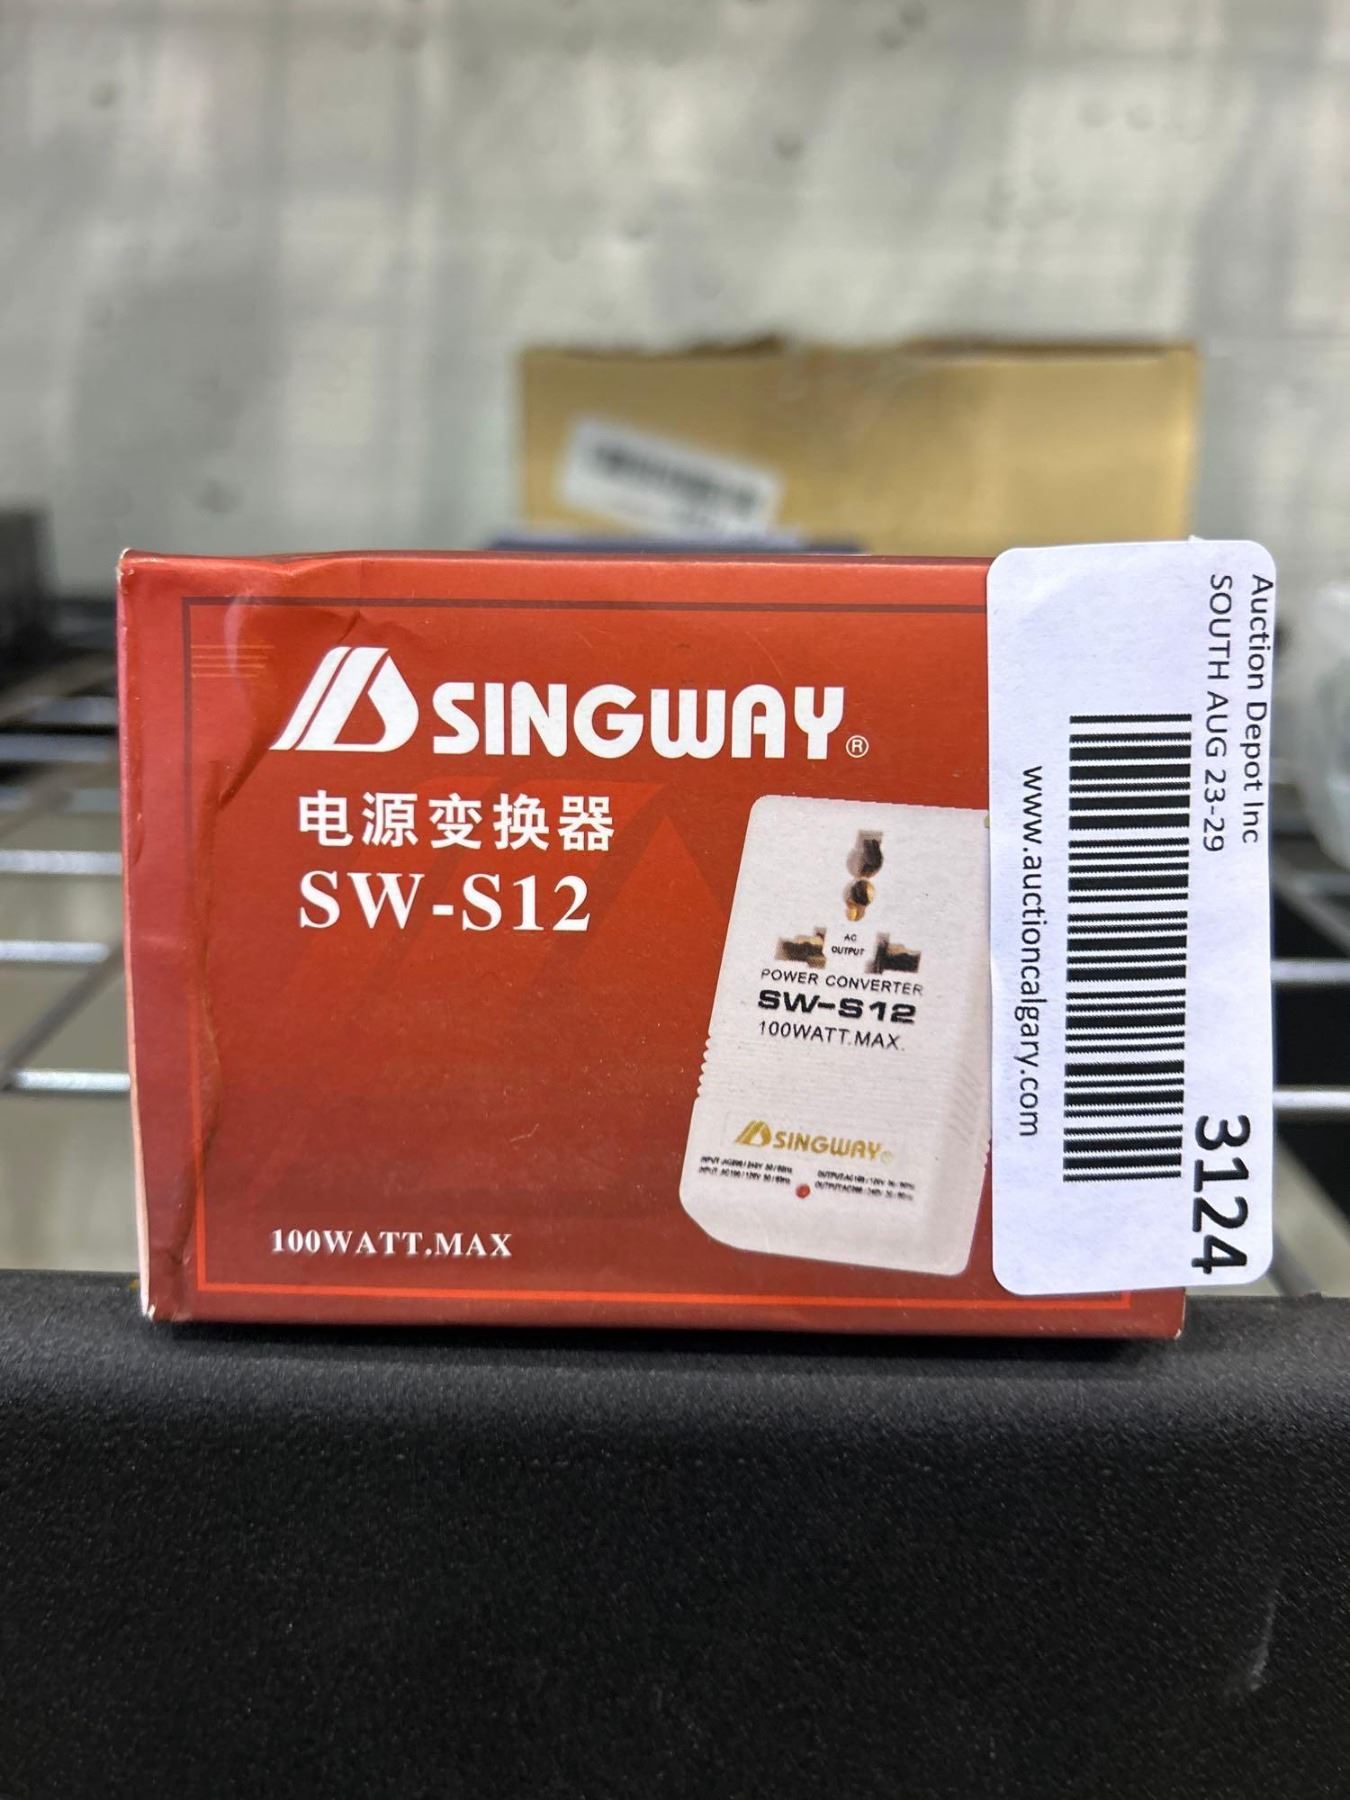 SINGWAY®
电源变换器
SW-S12
AC
OUTPUT
POWER CONVERTER
SW-S12
100WATT.MAX.
SINGWAY
100WATT.MAX
Auction Depot Inc
SOUTH AUG 23-29
3124
www.auctioncalgary.com